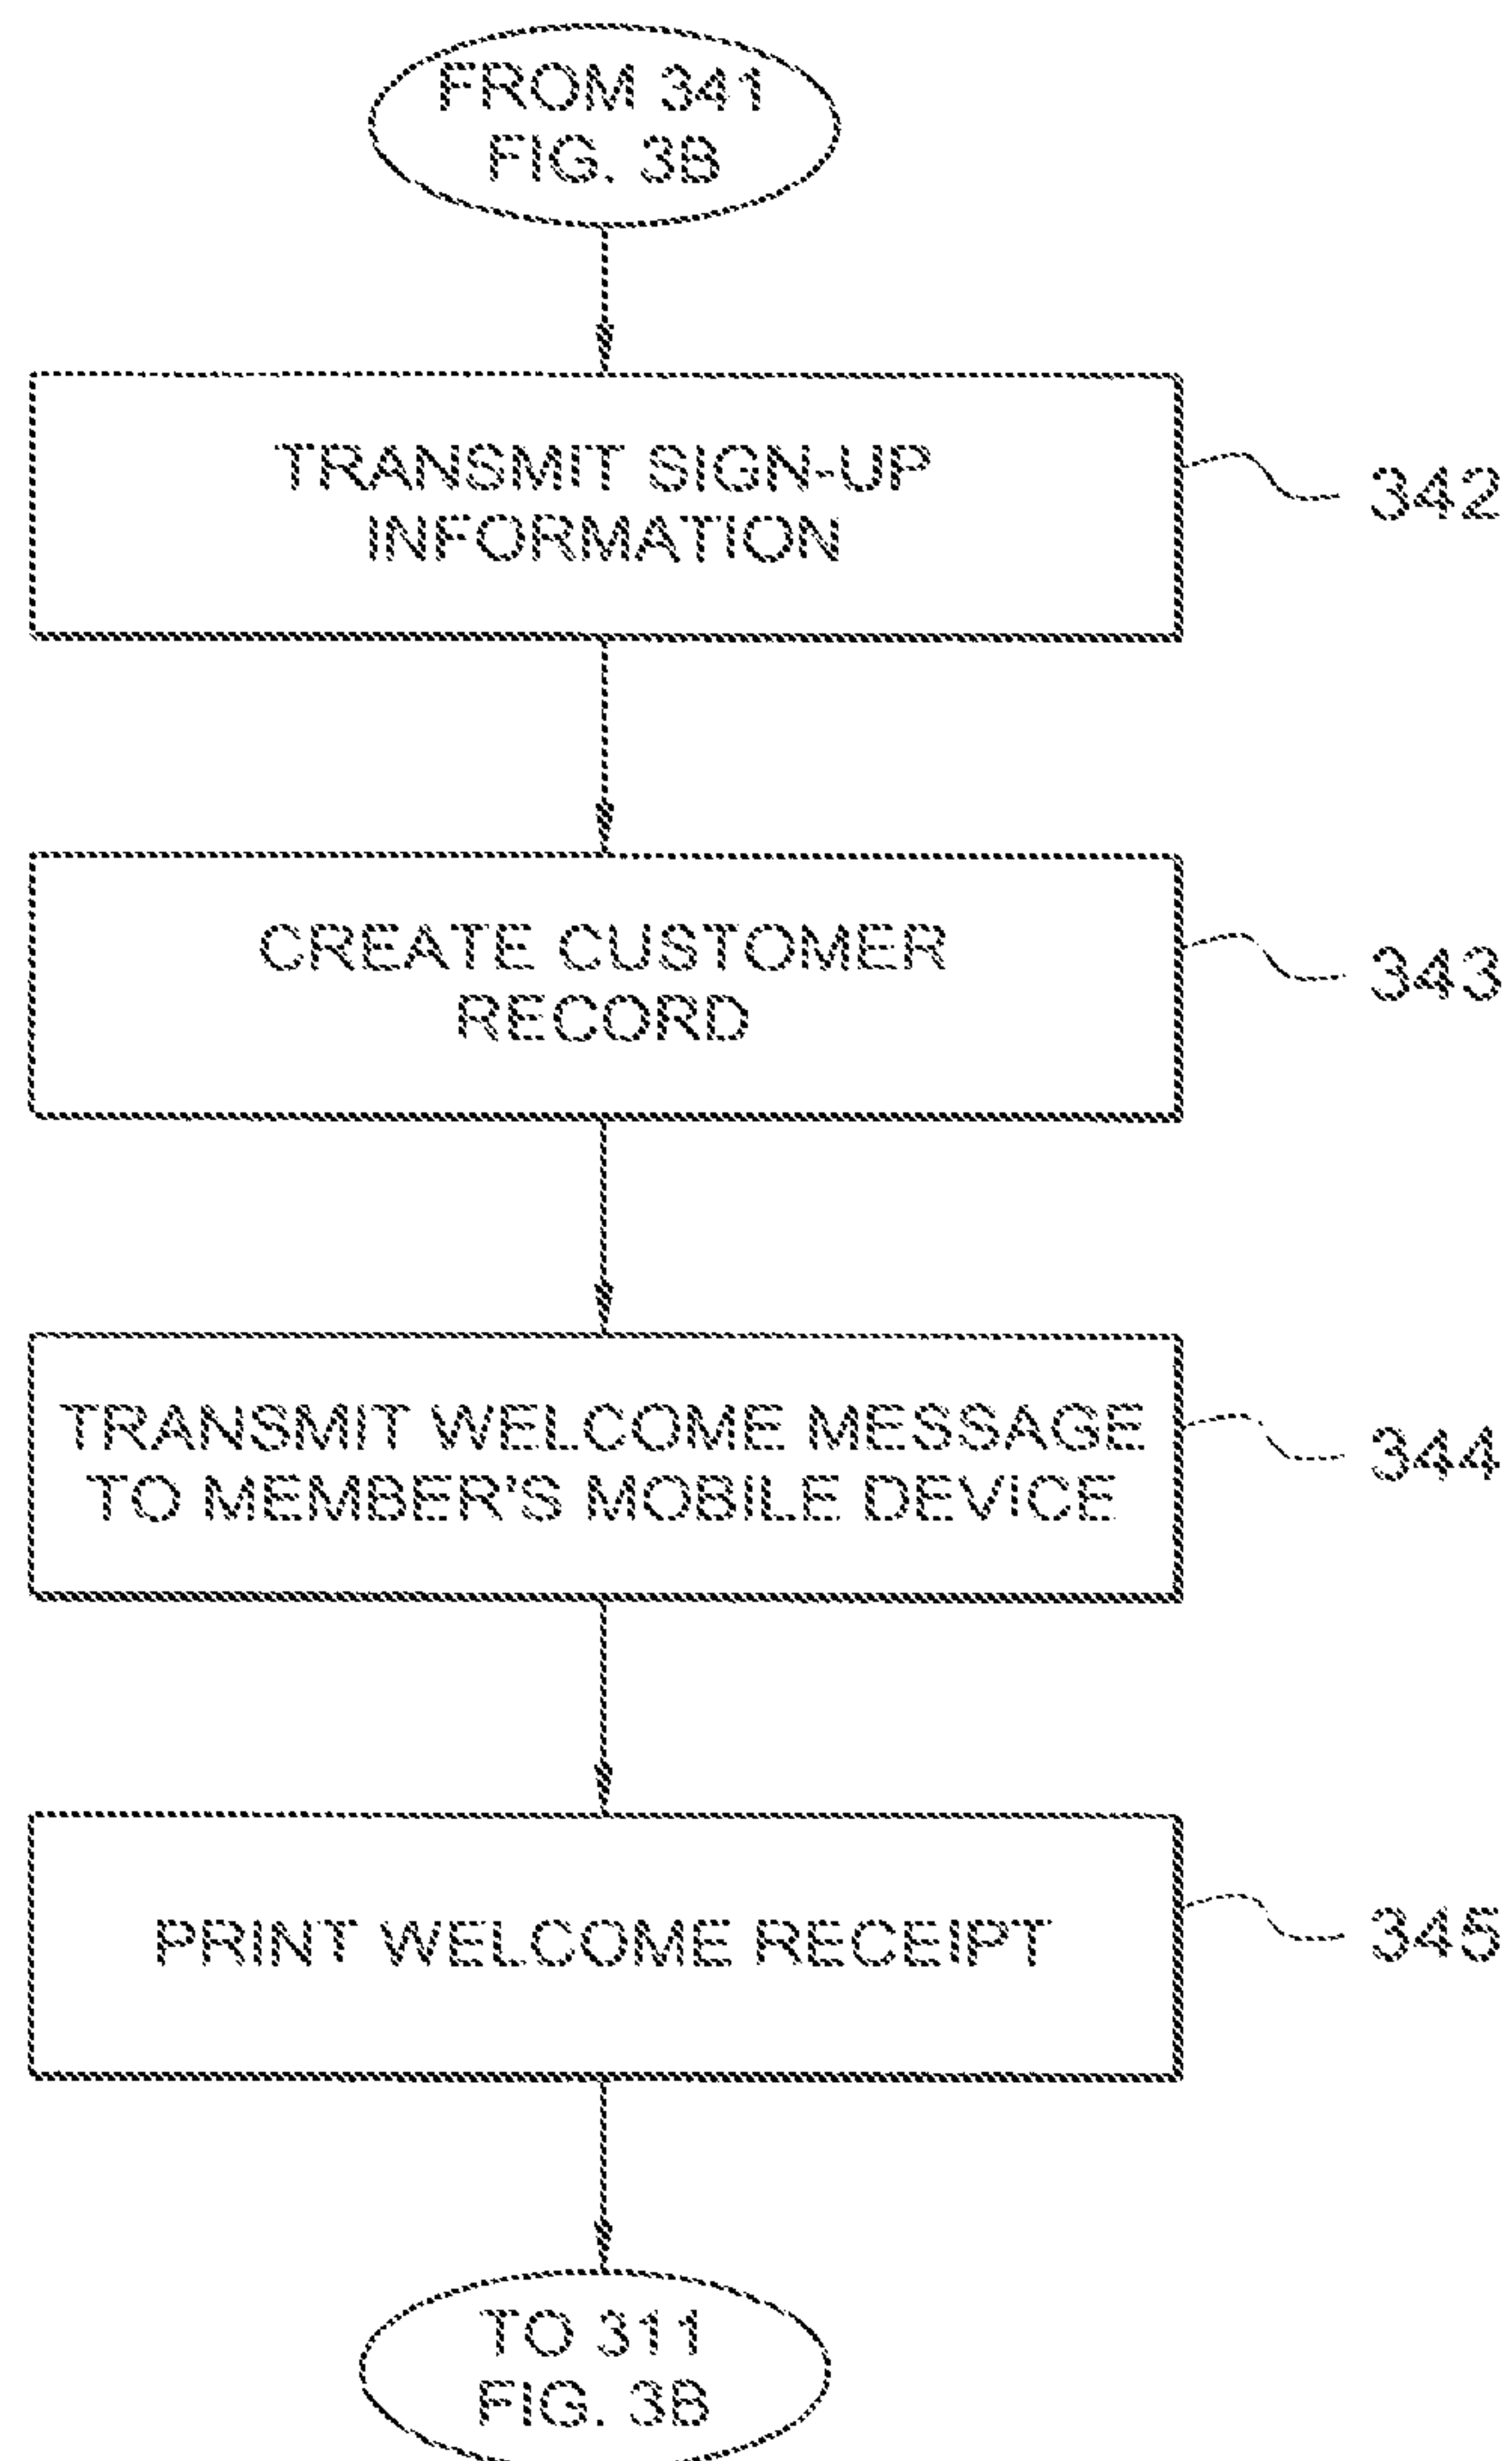 FROM 341
FIG. 3B
TRANSMIT SIGN-UP
INFORMATION
342
CREATE CUSTOMER
RECORD
343
TRANSMIT WELCOME MESSAGE
TO MEMBER'S MOBILE DEVICE
344
PRINT WELCOME RECEIPT
345
TO 311
FIG. 3B